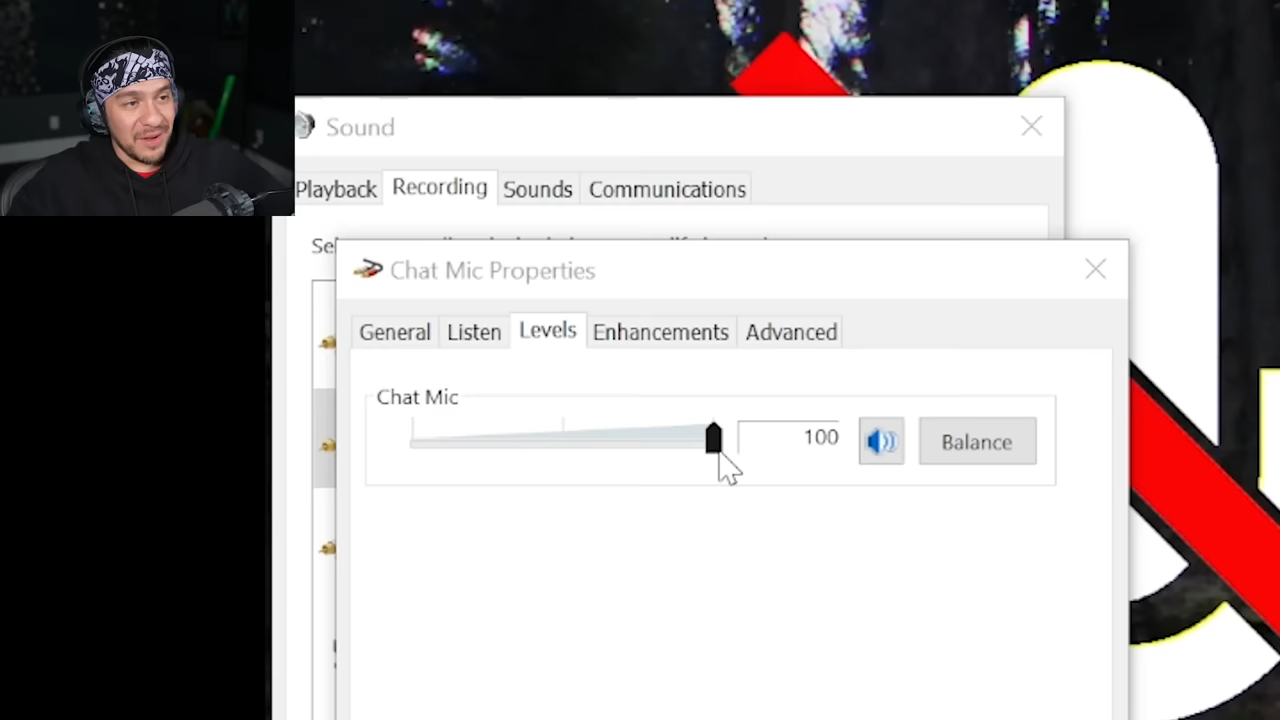 Sound
Playback Recording Sounds Communications
Chat Mic Properties
General Listen Levels Enhancements Advanced
Chat Mic
100 Balance